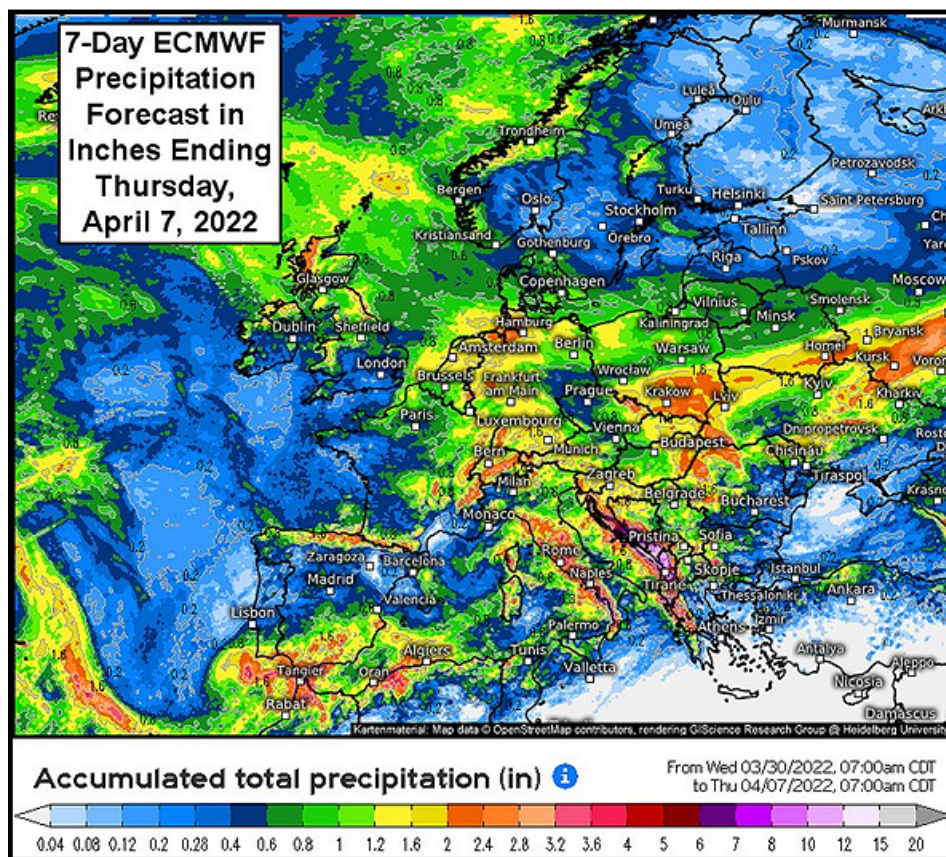 7-Day ECMWF
Precipitation
Forecast in
Inches Ending
Thursday,
April 7, 2022
Murmansk
Luleå
Oulu
Umeå
Trondheim
Petrozavodsk
Bergen
Oslo
Turku
Helsinki
Saint Petersburg
Stockholm
Kristiansand
Örebro
Tallinn
Gothenburg
Riga
Pskov
Yar
Glasgow
Copenhagen
Moscow
Vilnius
Smolensk
Dublin
Sheffield
Hamburg
Kaliningrad
Minsk
Bryansk
London
Amsterdam
Berlin
Warsaw
Homel
Kursk
Voro
Brussels
Frankfurt
am Main
Wrocław
Prague
Krakow
Lviv
Kyiv
Kharkiv
Paris
Luxembourg
Vienna
Dnipropetrovsk
Munich
Budapest
Chisinau
Rosto
Bern
Tiraspol
Milan
Zagreb
Belgrade
Bucharest
Krasno
Monaco
Pristina
Sofia
Zaragoza
Barcelona
Rome
Skopje
Istanbul
Madrid
Naples
Tirane
Thessaloniki
Ankara
Lisbon
Valencia
Palermo
Athens
Izmir
Antalya
Aleppo
Tangier
Oran
Algiers
Tunis
Valletta
Nicosia
Rabat
Damascus
Kartenmaterial: Map data © OpenStreetMap contributors, rendering GIScience Research Group @ Heidelberg University
Accumulated total precipitation (in) i
From Wed 03/30/2022, 07:00am CDT
to Thu 04/07/2022, 07:00am CDT
0.04 0.08 0.12 0.2 0.28 0.4 0.6 0.8 1 1.2 1.6 2 2.4 2.8 3.2 3.6 4 5 6 7 8 10 12 15 20